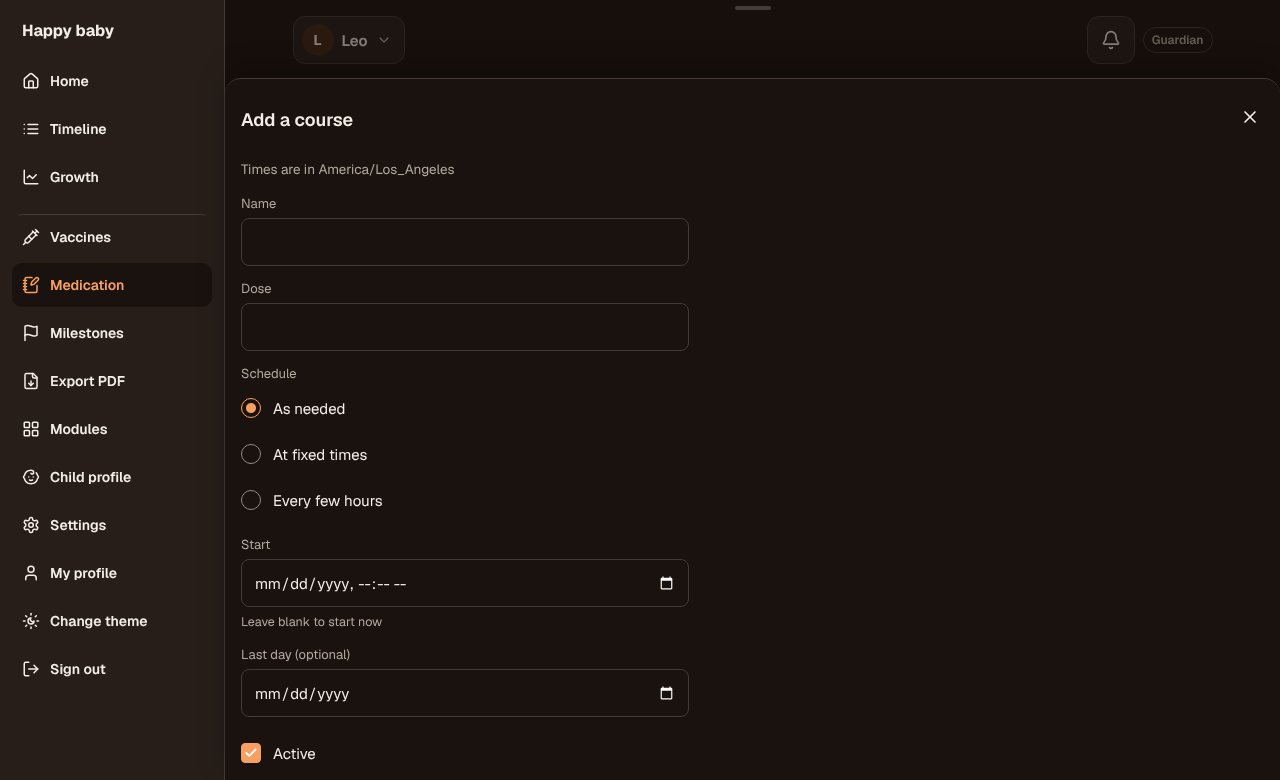 Happy baby
Home
Timeline
Growth
Vaccines
Medication
Milestones
Export PDF
Modules
Child profile
Settings
My profile
Change theme
Sign out
L Leo
Guardian
Add a course
Times are in America/Los_Angeles
Name
Dose
Schedule
As needed
At fixed times
Every few hours
Start
mm/dd/yyyy, --:-- --
Leave blank to start now
Last day (optional)
mm/dd/yyyy
Active